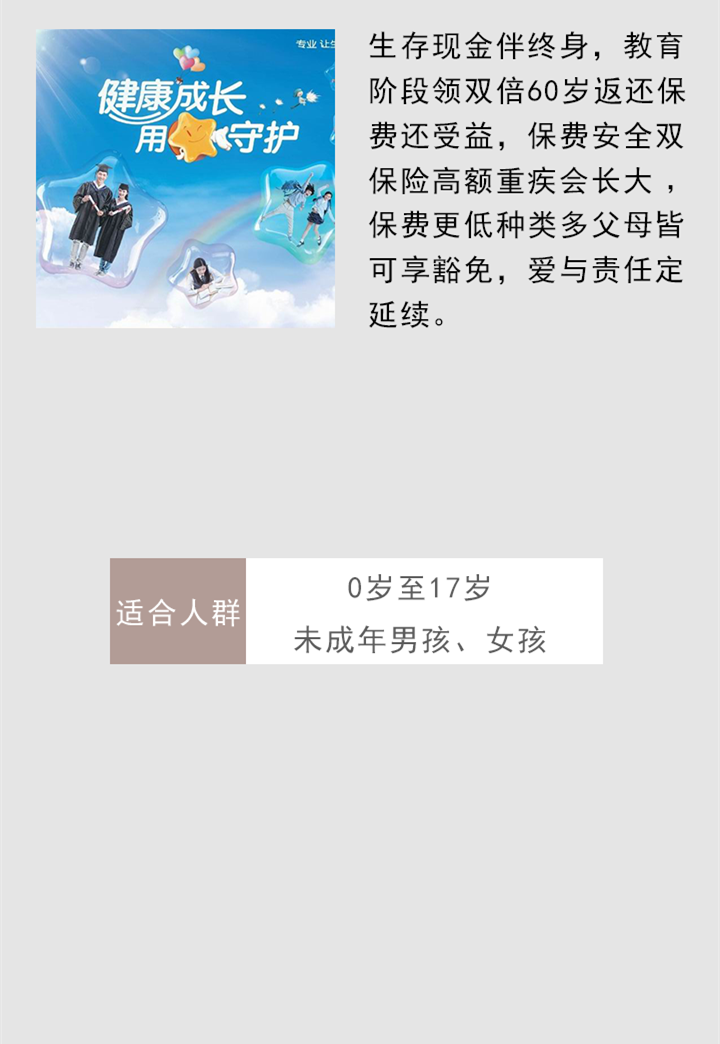 专业 让
健康成长
用 守护
生存现金伴终身，教育
阶段领双倍60岁返还保
费还受益，保费安全双
保险高额重疾会长大，
保费更低种类多父母皆
可享豁免，爱与责任定
延续。
适合人群
0岁至17岁
未成年男孩、女孩